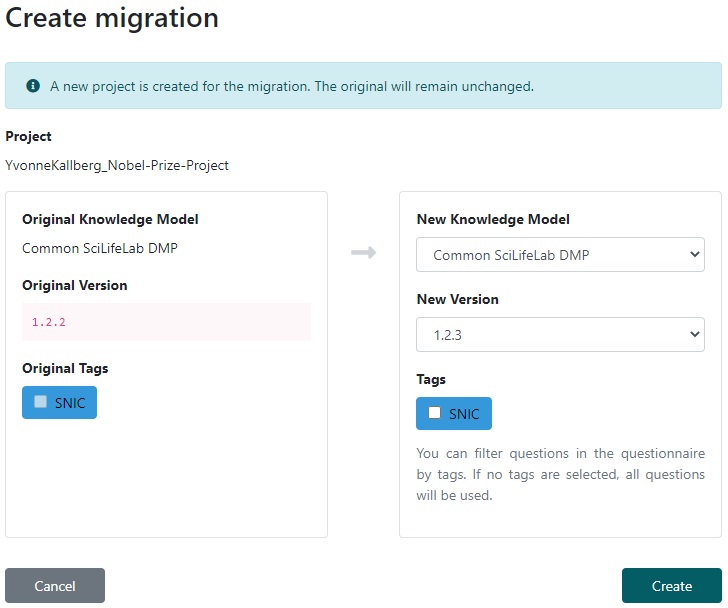 Create migration
A new project is created for the migration. The original will remain unchanged.
Project
YvonneKallberg_Nobel-Prize-Project
Original Knowledge Model
Common SciLifeLab DMP
Original Version
1.2.2
Original Tags
SNIC
New Knowledge Model
Common SciLifeLab DMP
New Version
1.2.3
Tags
SNIC
You can filter questions in the questionnaire
by tags. If no tags are selected, all questions
will be used.
Cancel
Create